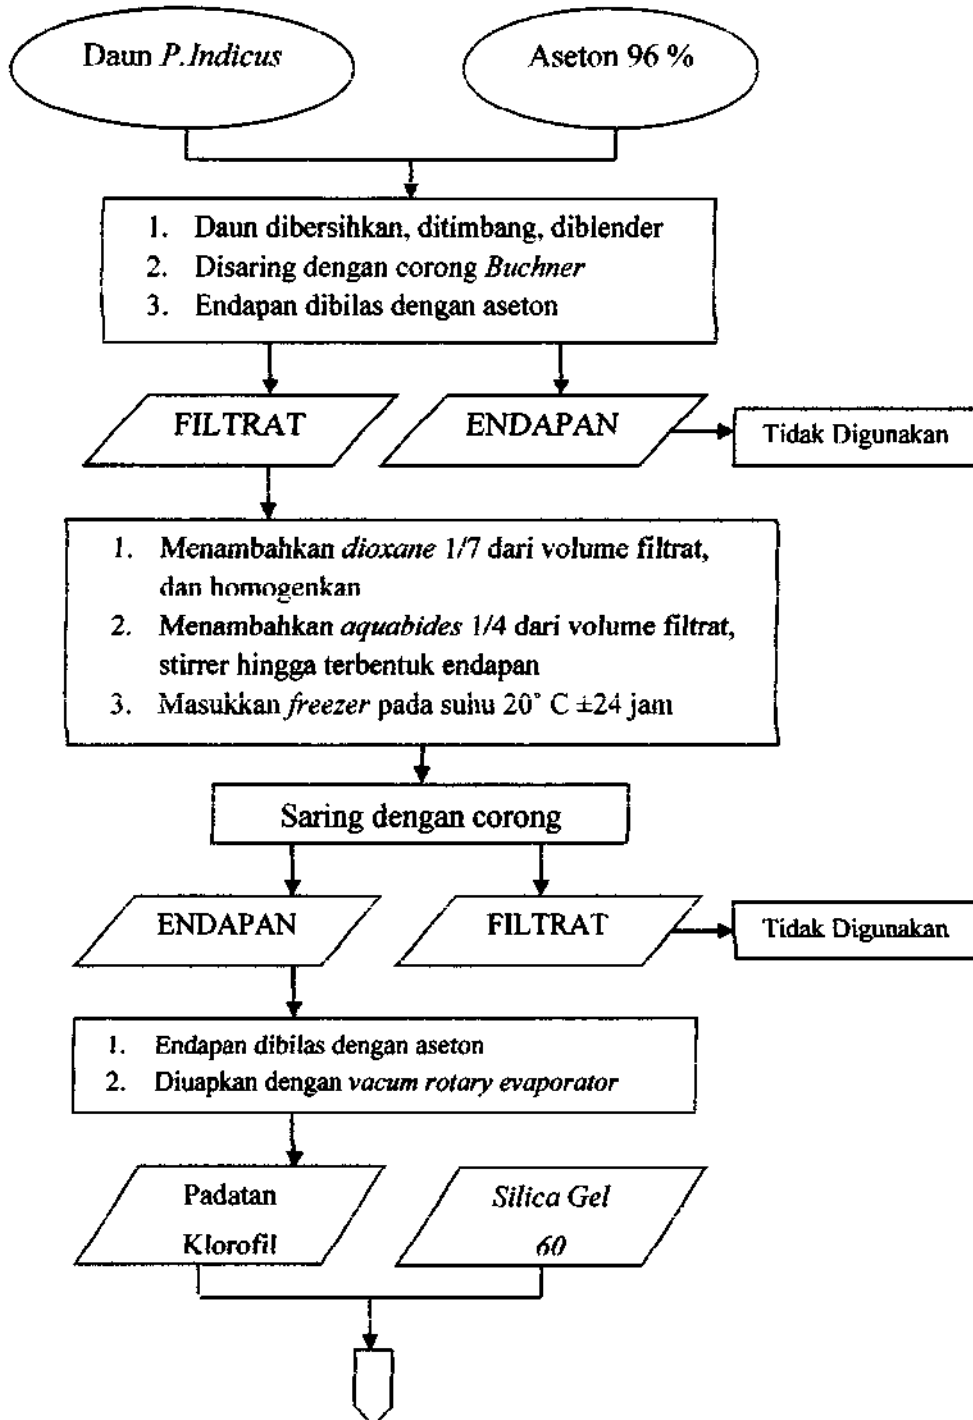 Daun P.Indicus
Aseton 96 %
1. Daun dibersihkan, ditimbang, diblender
2. Disaring dengan corong Buchner
3. Endapan dibilas dengan aseton
FILTRAT
ENDAPAN
Tidak Digunakan
1. Menambahkan dioxane 1/7 dari volume filtrat,
dan homogenkan
2. Menambahkan aquabides 1/4 dari volume filtrat,
stirrer hingga terbentuk endapan
3. Masukkan freezer pada suhu 20° C ±24 jam
Saring dengan corong
ENDAPAN
FILTRAT
Tidak Digunakan
1. Endapan dibilas dengan aseton
2. Diuapkan dengan vacum rotary evaporator
Padatan
Klorofil
Silica Gel
60